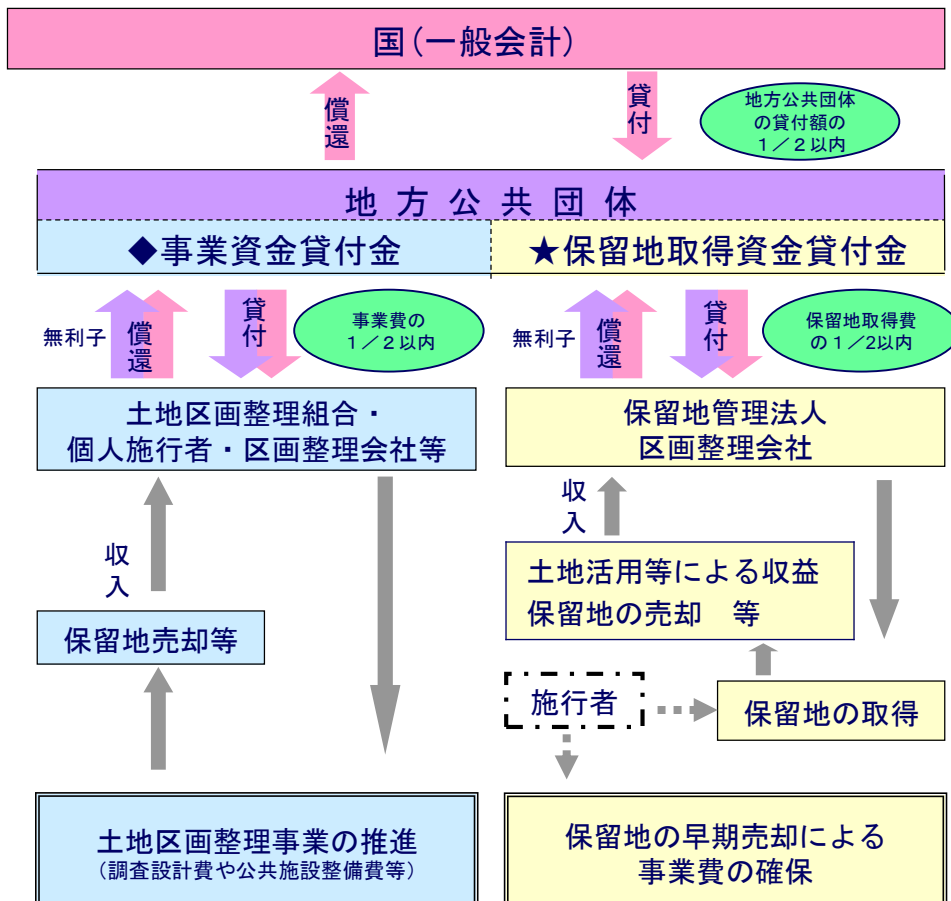 国(一般会計)
償還
貸付
地方公共団体
の貸付額の
1/2以内
地方公共団体
◆事業資金貸付金
★保留地取得資金貸付金
無利子
償還
貸付
事業費の
1/2以内
無利子
償還
貸付
保留地取得費
の1/2以内
土地区画整理組合・
個人施行者・区画整理会社等
保留地管理法人
区画整理会社
収入
収入
土地活用等による収益
保留地の売却 等
保留地売却等
施行者
保留地の取得
土地区画整理事業の推進
(調査設計費や公共施設整備費等)
保留地の早期売却による
事業費の確保